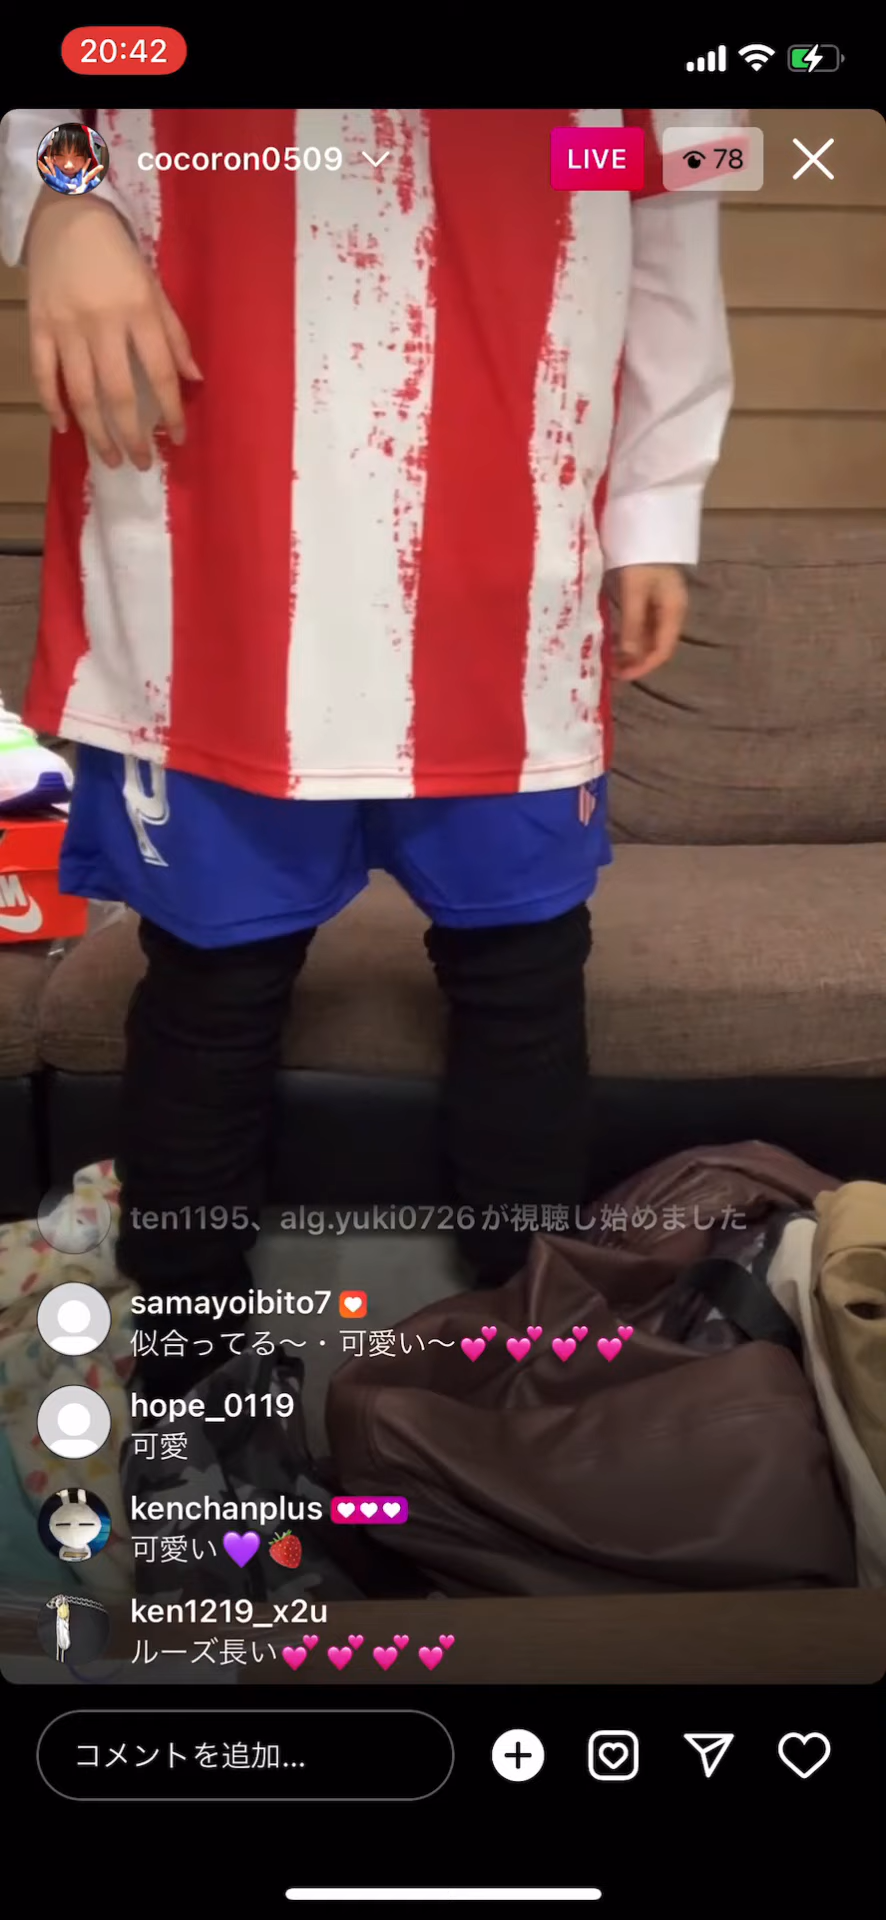 20:42
cocoron0509
LIVE
78
ten1195、alg.yuki0726が視聴し始めました
samayoibito7
似合ってる〜・可愛い〜💕💕💕💕
hope_0119
可愛
kenchanplus
可愛い💜🍓
ken1219_x2u
ルーズ長い💕💕💕💕
コメントを追加...